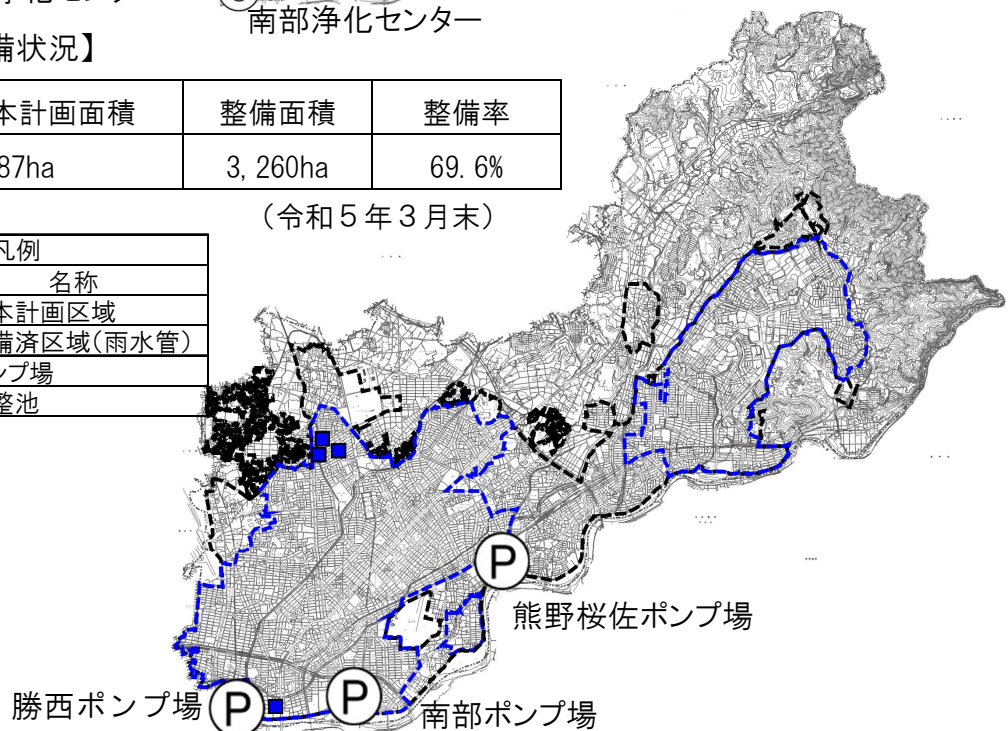 南部浄化センター
備状況】
本計画面積 整備面積 整備率
87ha 3,260ha 69.6%
(令和5年3月末)
凡例
名称
本計画区域
備済区域(雨水管)
ンプ場
整池
P
熊野桜佐ポンプ場
勝西ポンプ場 P P 南部ポンプ場